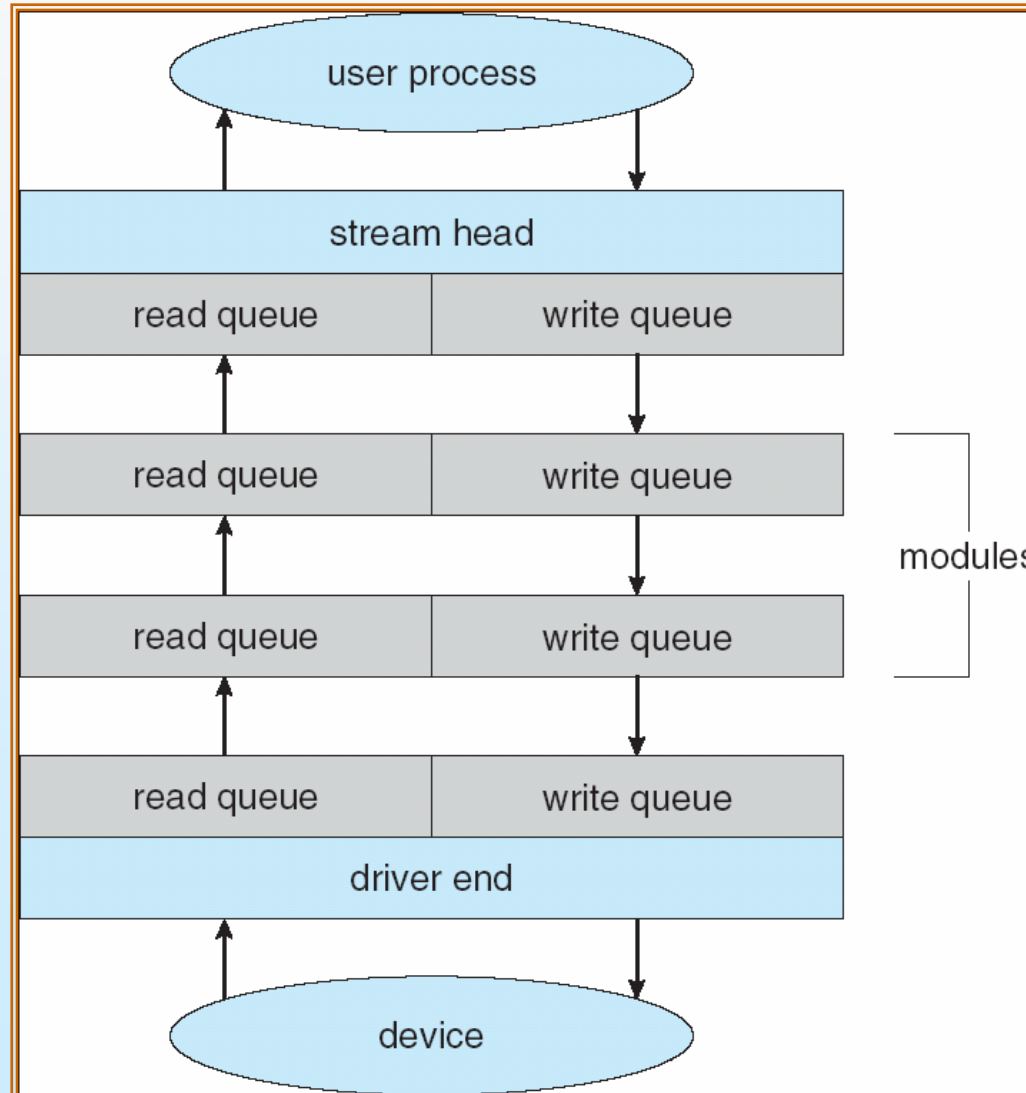 user process
stream head
read queue write queue
read queue write queue
modules
read queue write queue
read queue write queue
driver end
device